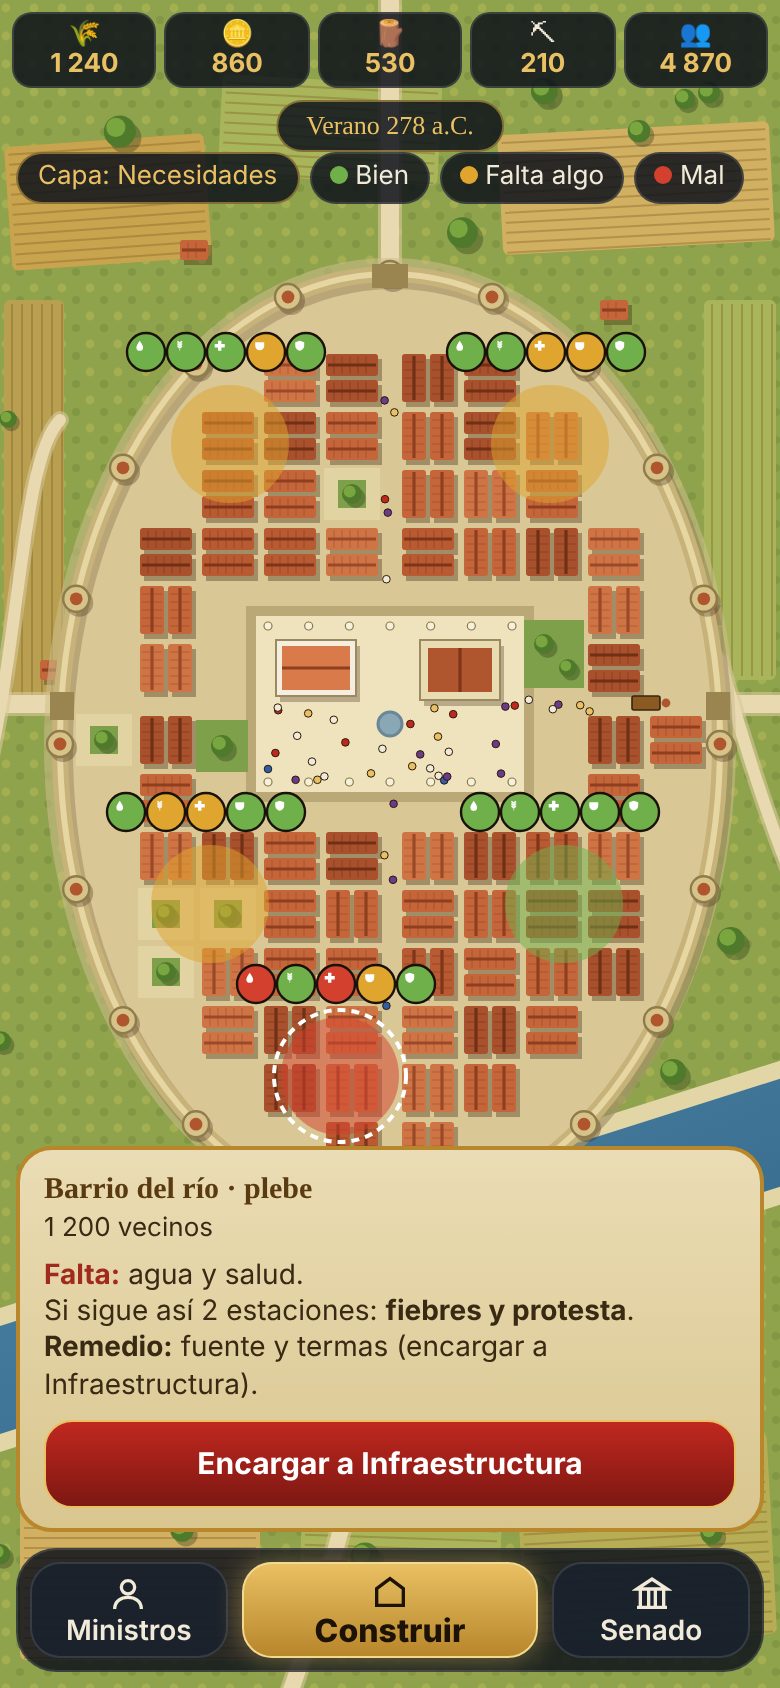 1 240
860
530
210
4 870
Verano 278 a.C.
Capa: Necesidades
Bien
Falta algo
Mal
Barrio del río · plebe
1 200 vecinos
Falta: agua y salud.
Si sigue así 2 estaciones: fiebres y protesta.
Remedio: fuente y termas (encargar a
Infraestructura).
Encargar a Infraestructura
Ministros
Construir
Senado